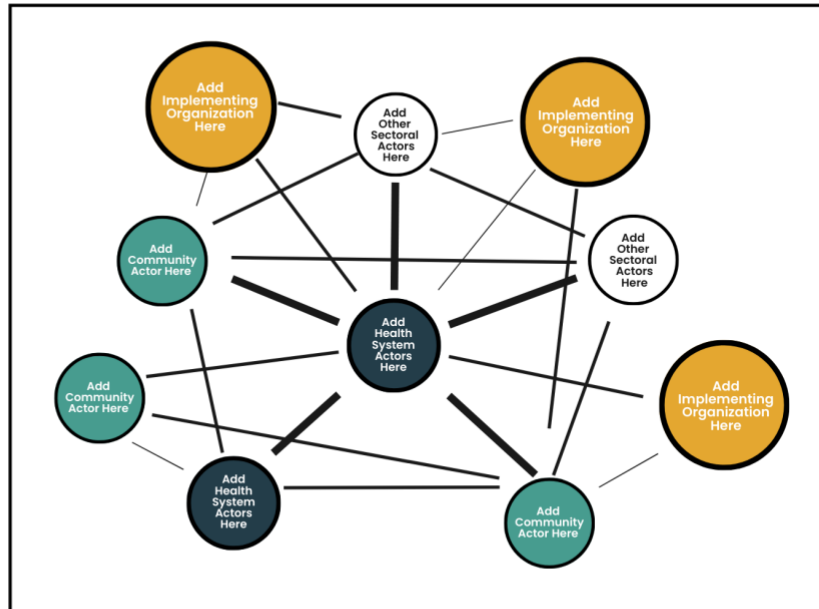 Add
Implementing
Organization
Here
Add
Other
Sectoral
Actors
Here
Add
Implementing
Organization
Here
Add
Community
Actor Here
Add
Other
Sectoral
Actors
Here
Add
Health
System
Actors
Here
Add
Community
Actor Here
Add
Implementing
Organization
Here
Add
Health
System
Actors
Here
Add
Community
Actor Here